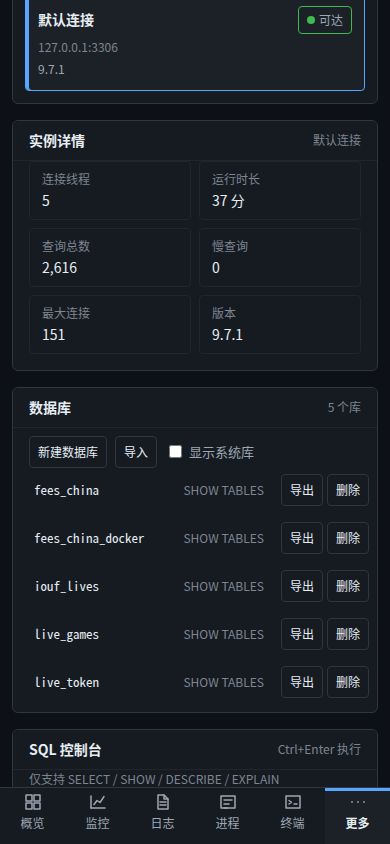 默认连接 可达
127.0.0.1:3306
9.7.1
实例详情 默认连接
连接线程 运行时长
5 37 分
查询总数 慢查询
2,616 0
最大连接 版本
151 9.7.1
数据库 5 个库
新建数据库 导入 显示系统库
fees_china SHOW TABLES 导出 删除
fees_china_docker SHOW TABLES 导出 删除
iouf_lives SHOW TABLES 导出 删除
live_games SHOW TABLES 导出 删除
live_token SHOW TABLES 导出 删除
SQL 控制台 Ctrl+Enter 执行
仅支持 SELECT / SHOW / DESCRIBE / EXPLAIN
概览 监控 日志 进程 终端 更多